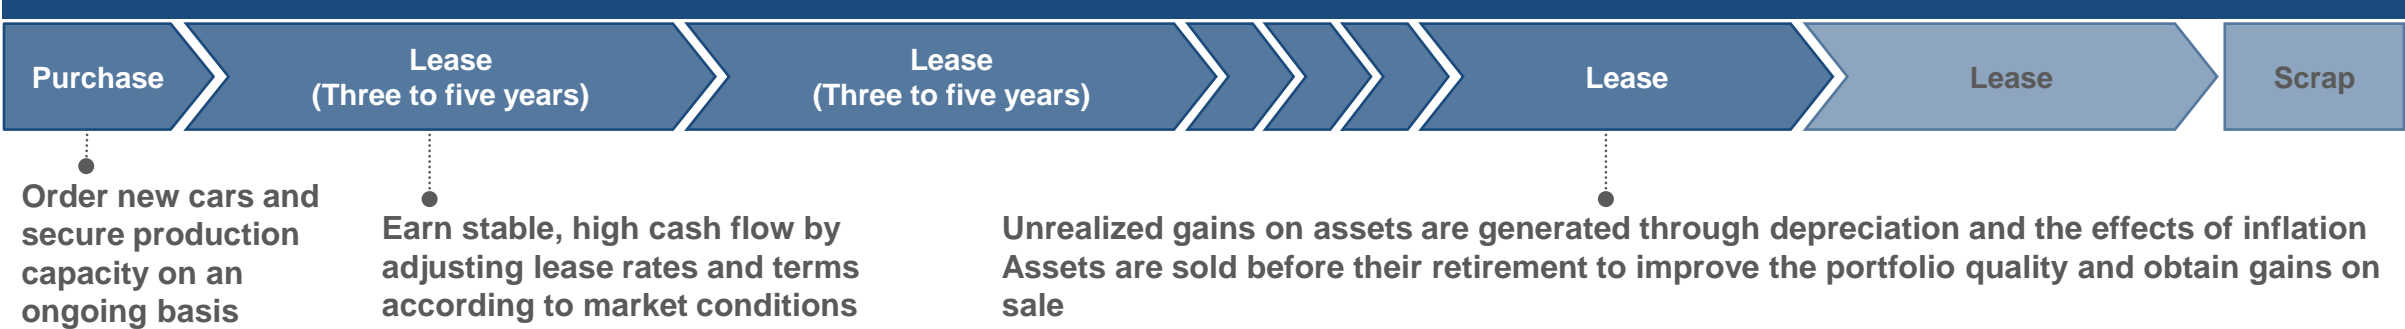 Purchase
Lease
(Three to five years)
Lease
(Three to five years)
Lease
Lease
Scrap
Order new cars and
secure production
capacity on an
ongoing basis
Earn stable, high cash flow by
adjusting lease rates and terms
according to market conditions
Unrealized gains on assets are generated through depreciation and the effects of inflation
Assets are sold before their retirement to improve the portfolio quality and obtain gains on
sale